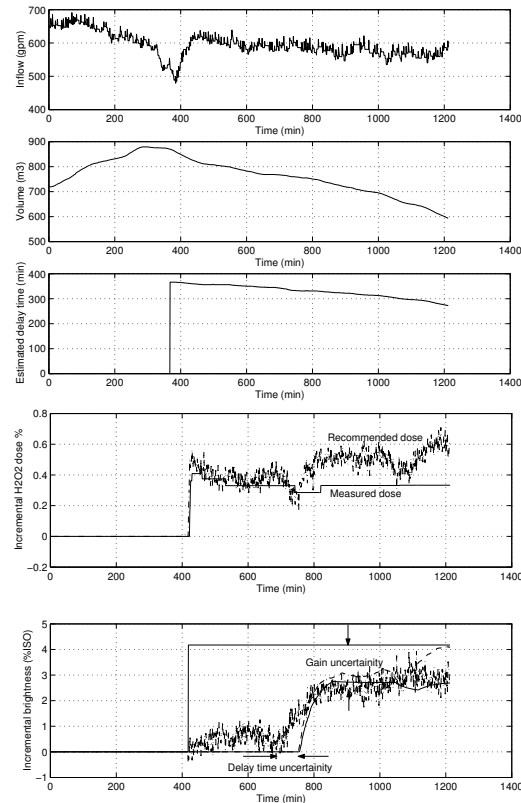 700
600
500
400
Inflow (gpm)
0 200 400 600 800 1000 1200 1400
Time (min)
900
800
700
600
500
Volume (m3)
0 200 400 600 800 1000 1200 1400
Time (min)
400
300
200
100
0
Estimated delay time (min)
0 200 400 600 800 1000 1200 1400
Time (min)
0.8
0.6
0.4
0.2
0
−0.2
Incremental H2O2 dose %
Recommended dose
Measured dose
0 200 400 600 800 1000 1200 1400
Time (min)
5
4
3
2
1
0
−1
Incremental brightness (%ISO)
Gain uncertainity
Delay time uncertainity
0 200 400 600 800 1000 1200 1400
Time (min)